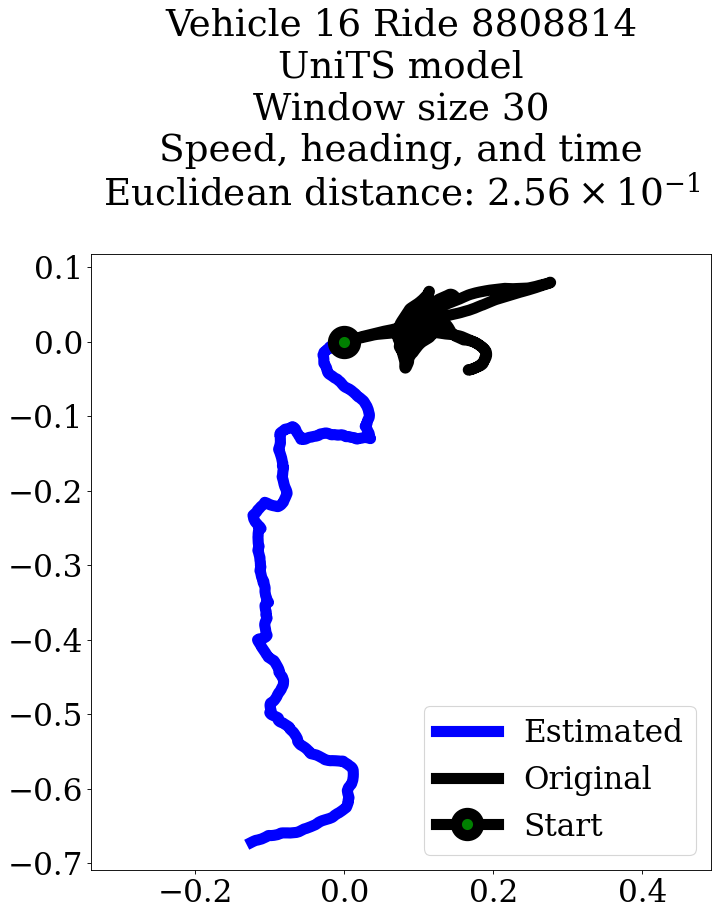 Vehicle 16 Ride 8808814
UniTS model
Window size 30
Speed, heading, and time
Euclidean distance: 2.56 × 10⁻¹
0.1
0.0
−0.1
−0.2
−0.3
−0.4
−0.5
−0.6
−0.7
−0.2 0.0 0.2 0.4
Estimated
Original
Start